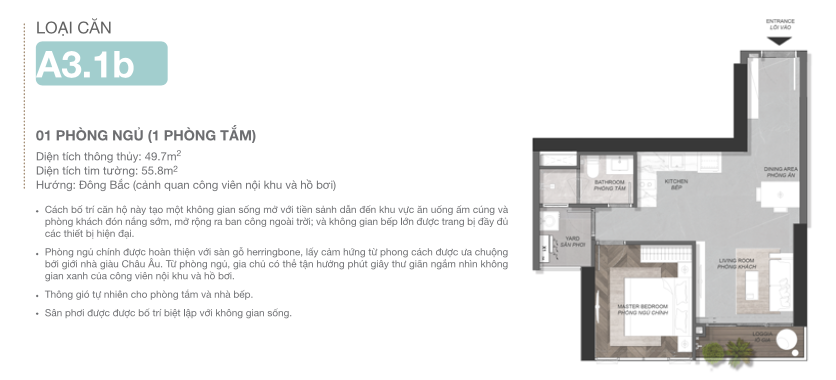 LOẠI CĂN
A3.1b
01 PHÒNG NGỦ (1 PHÒNG TẮM)
Diện tích thông thủy: 49.7m²
Diện tích tim tường: 55.8m²
Hướng: Đông Bắc (cảnh quan công viên nội khu và hồ bơi)
• Cách bố trí căn hộ này tạo một không gian sống mở với tiền sảnh dẫn đến khu vực ăn uống ấm cúng và
phòng khách đón nắng sớm, mở rộng ra ban công ngoài trời; và không gian bếp lớn được trang bị đầy đủ
các thiết bị hiện đại.
• Phòng ngủ chính được hoàn thiện với sàn gỗ herringbone, lấy cảm hứng từ phong cách được ưa chuộng
bởi giới nhà giàu Châu Âu. Từ phòng ngủ, gia chủ có thể tận hưởng phút giây thư giãn ngắm nhìn không
gian xanh của công viên nội khu và hồ bơi.
• Thông gió tự nhiên cho phòng tắm và nhà bếp.
• Sân phơi được được bố trí biệt lập với không gian sống.
ENTRANCE
LỐI VÀO
DINING AREA
PHÒNG ĂN
BATHROOM
PHÒNG TẮM
KITCHEN
BẾP
YARD
SÂN PHƠI
LIVING ROOM
PHÒNG KHÁCH
MASTER BEDROOM
PHÒNG NGỦ CHÍNH
LOGGIA
LÔ GIA